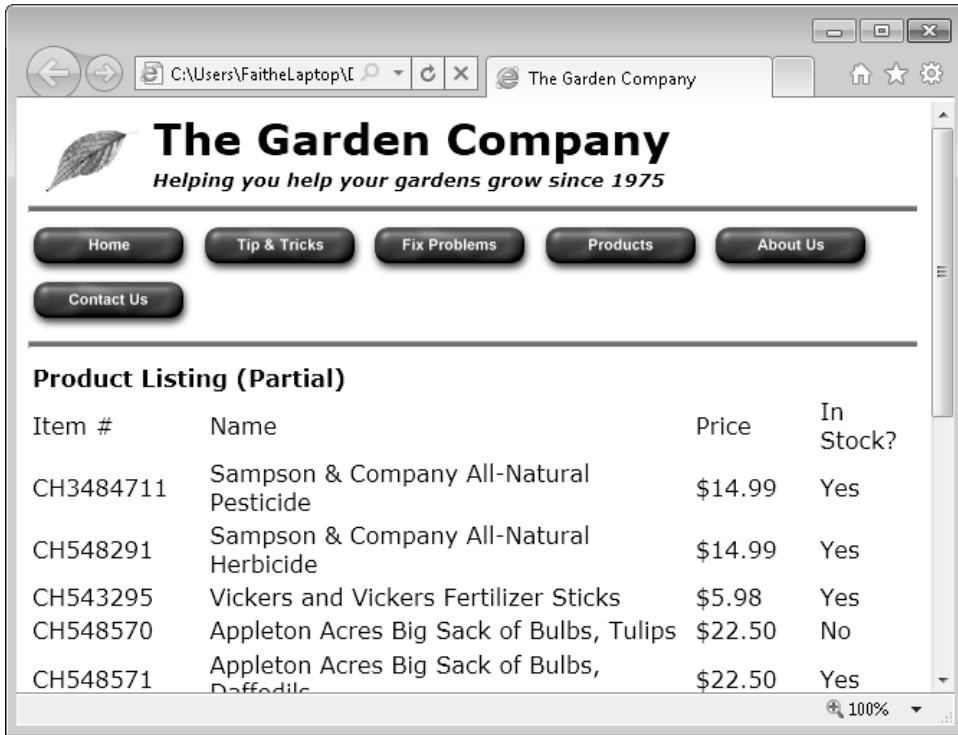 C:\Users\FaitheLaptop\D
The Garden Company
The Garden Company
Helping you help your gardens grow since 1975
Home
Tip & Tricks
Fix Problems
Products
About Us
Contact Us
Product Listing (Partial)
Item # Name Price In Stock?
CH3484711 Sampson & Company All-Natural Pesticide $14.99 Yes
CH548291 Sampson & Company All-Natural Herbicide $14.99 Yes
CH543295 Vickers and Vickers Fertilizer Sticks $5.98 Yes
CH548570 Appleton Acres Big Sack of Bulbs, Tulips $22.50 No
CH548571 Appleton Acres Big Sack of Bulbs, Daffodils $22.50 Yes
100%